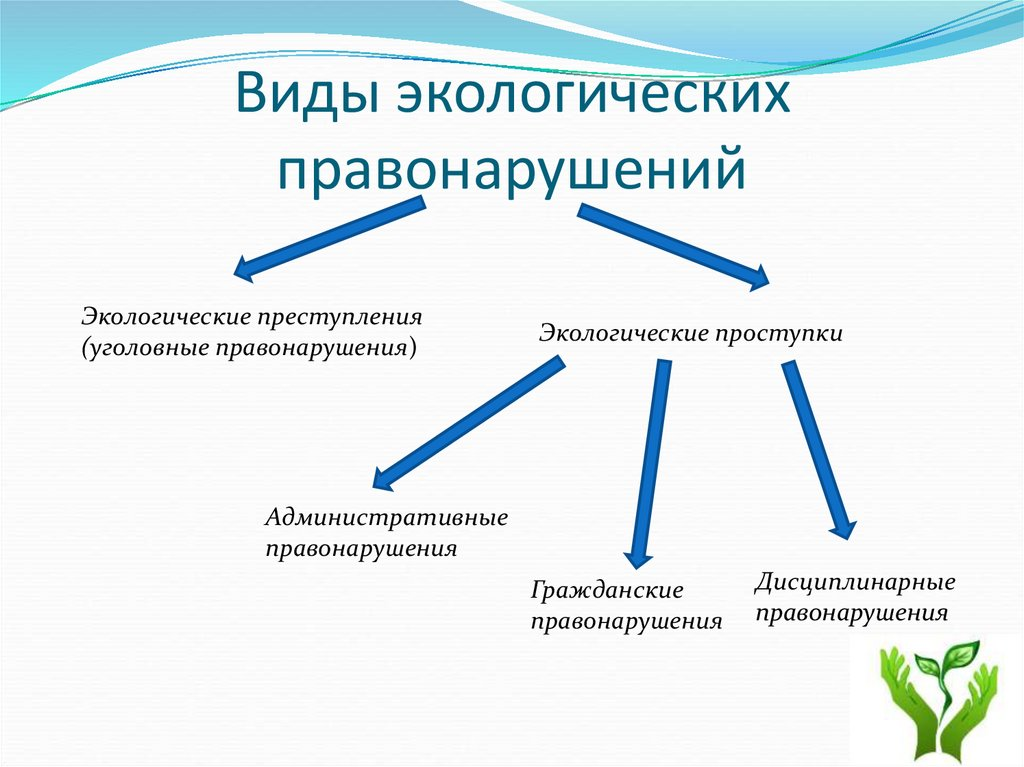 Виды экологических
правонарушений
Экологические преступления
(уголовные правонарушения)
Экологические проступки
Административные
правонарушения
Гражданские
правонарушения
Дисциплинарные
правонарушения